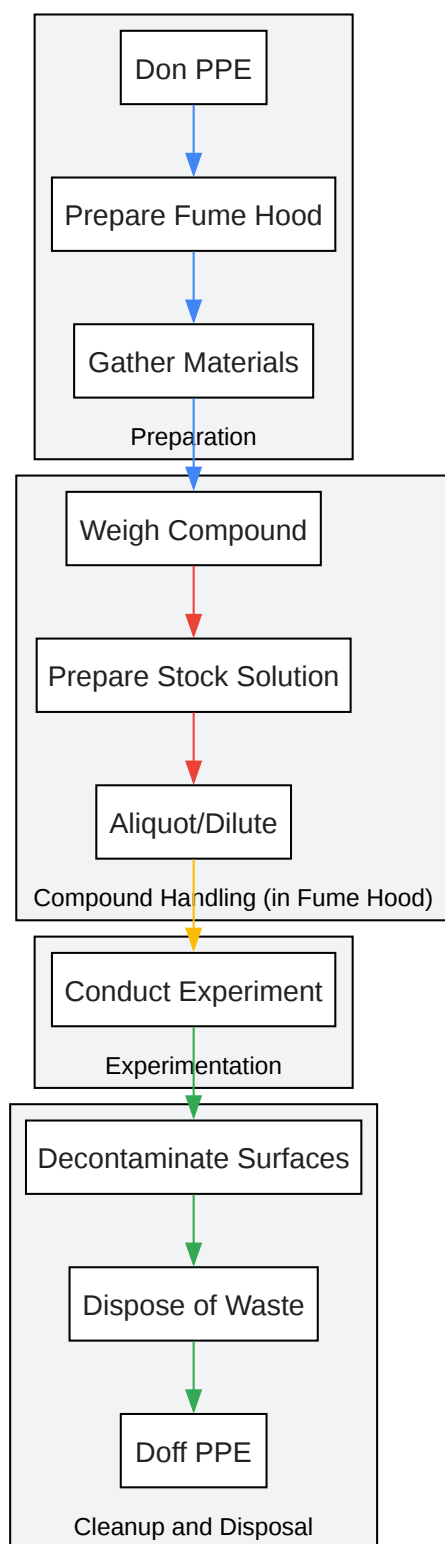 Don PPE
Prepare Fume Hood
Gather Materials
Preparation
Weigh Compound
Prepare Stock Solution
Aliquot/Dilute
Compound Handling (in Fume Hood)
Conduct Experiment
Experimentation
Decontaminate Surfaces
Dispose of Waste
Doff PPE
Cleanup and Disposal